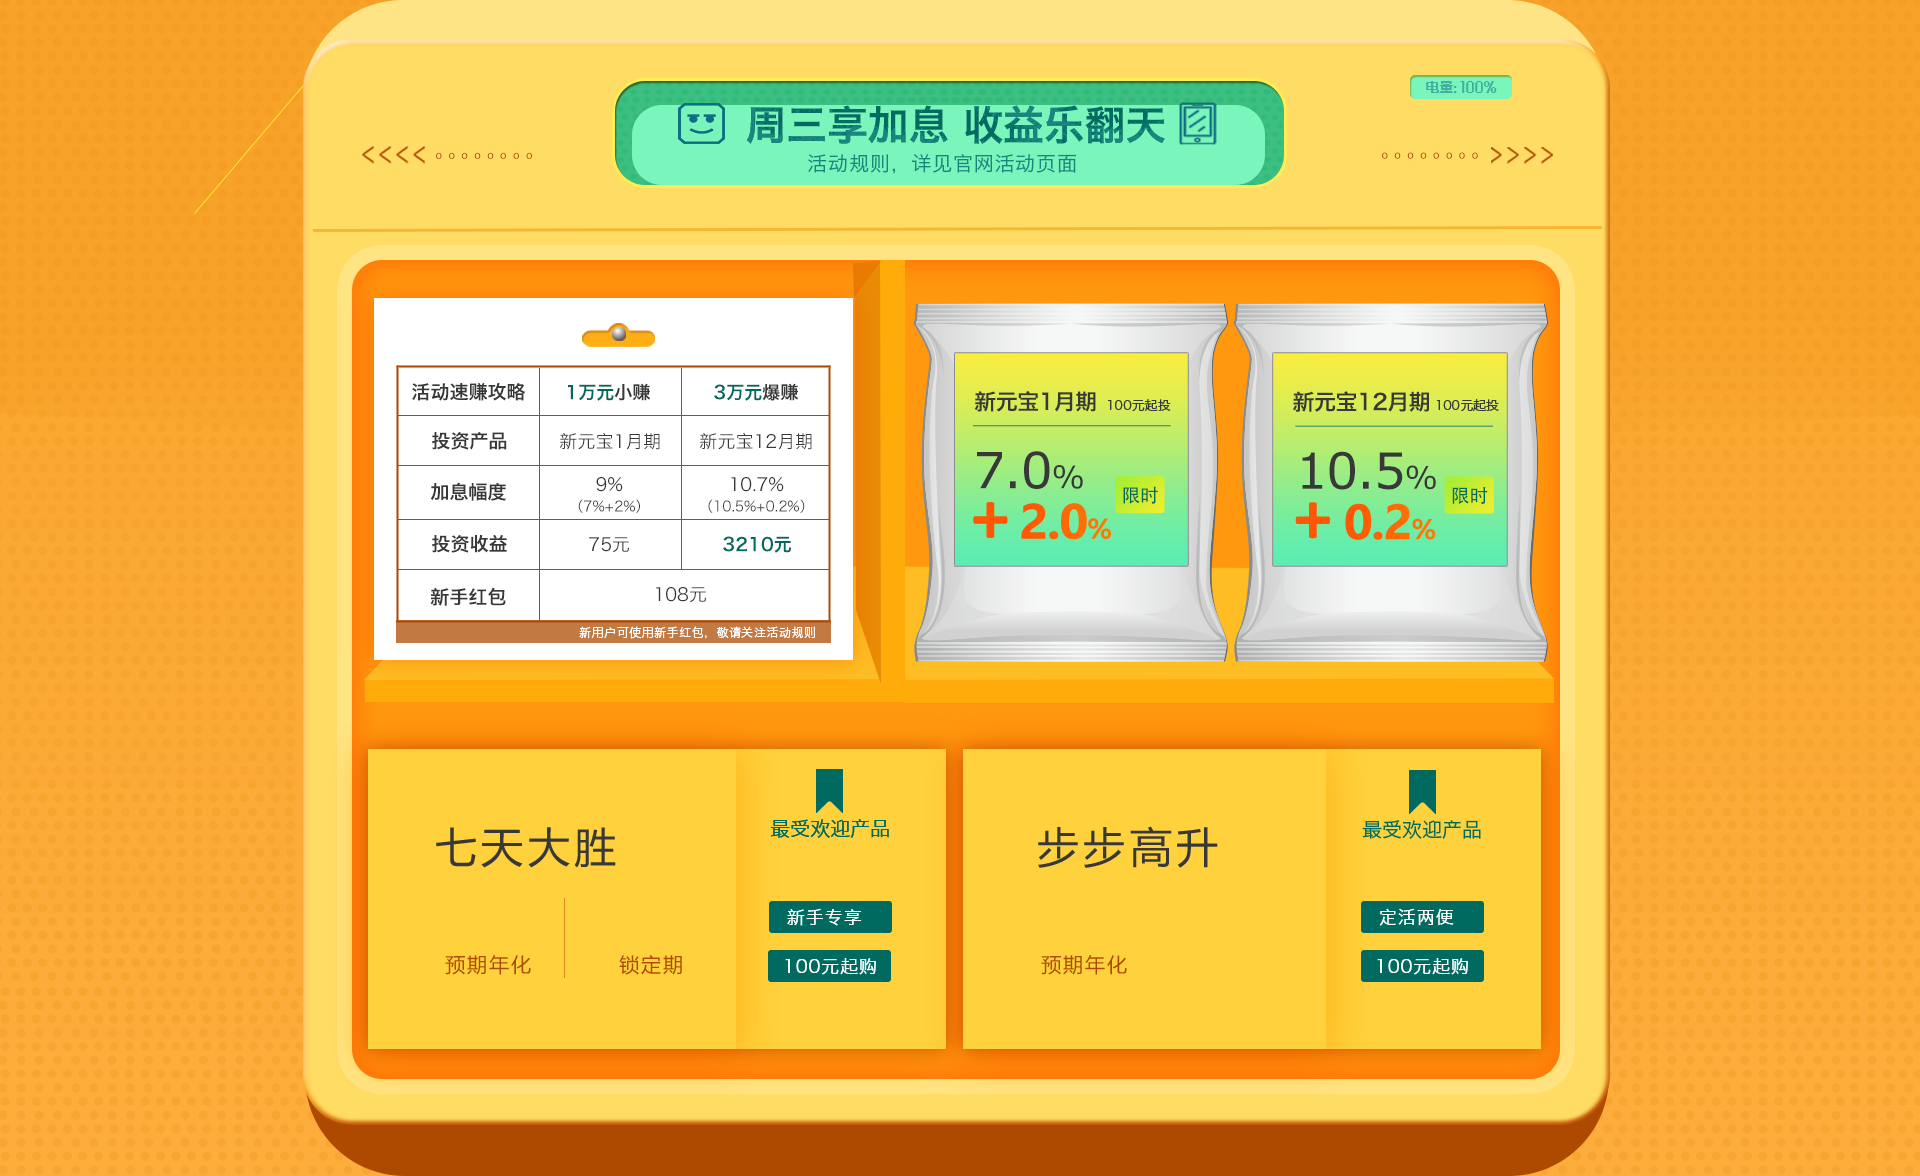 电量:100%
周三享加息 收益乐翻天
活动规则，详见官网活动页面
活动速赚攻略 1万元小赚 3万元爆赚
投资产品 新元宝1月期 新元宝12月期
加息幅度 9% 10.7%
(7%+2%) (10.5%+0.2%)
投资收益 75元 3210元
新手红包 108元
新用户可使用新手红包，敬请关注活动规则
新元宝1月期 100元起投
7.0%
限时
+ 2.0%
新元宝12月期 100元起投
10.5%
限时
+ 0.2%
七天大胜
预期年化 锁定期
最受欢迎产品
新手专享
100元起购
步步高升
预期年化
最受欢迎产品
定活两便
100元起购